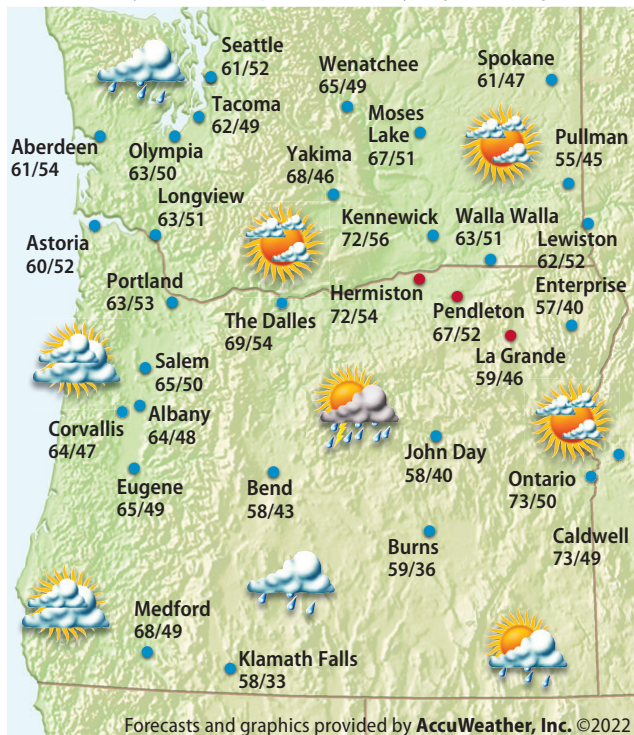 Seattle
61/52
Wenatchee
65/49
Spokane
61/47
Tacoma
62/49
Moses
Lake
67/51
Pullman
55/45
Aberdeen
61/54
Olympia
63/50
Yakima
68/46
Longview
63/51
Kennewick
72/56
Walla Walla
63/51
Lewiston
62/52
Astoria
60/52
Portland
63/53
The Dalles
69/54
Hermiston
72/54
Pendleton
67/52
Enterprise
57/40
La Grande
59/46
Salem
65/50
Albany
64/48
Corvallis
64/47
John Day
58/40
Ontario
73/50
Eugene
65/49
Bend
58/43
Burns
59/36
Caldwell
73/49
Medford
68/49
Klamath Falls
58/33
Forecasts and graphics provided by AccuWeather, Inc. ©2022